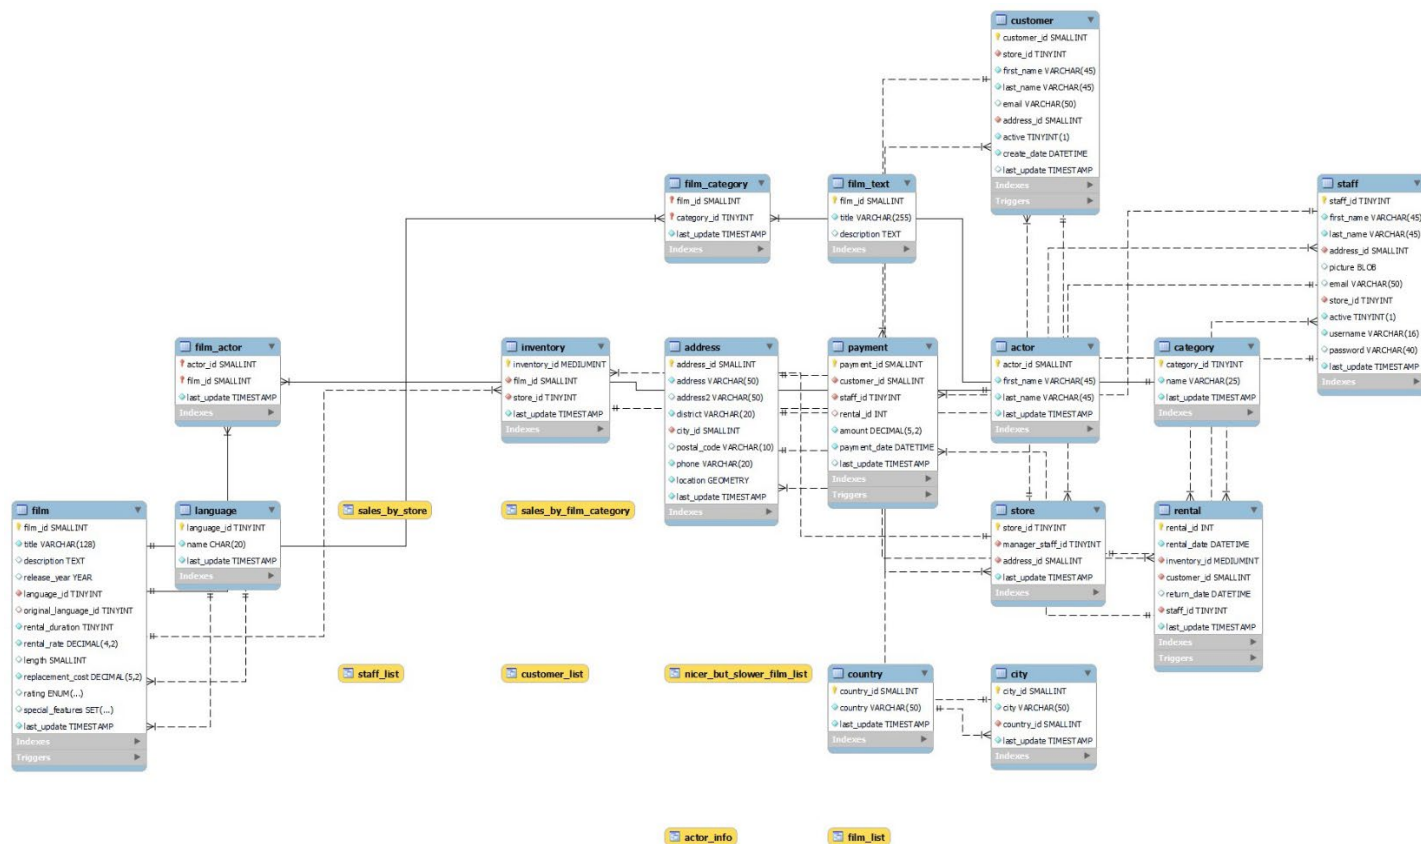 customer
customer_id SMALLINT
store_id TINYINT
first_name VARCHAR(45)
last_name VARCHAR(45)
email VARCHAR(50)
address_id SMALLINT
active TINYINT(1)
create_date DATETIME
last_update TIMESTAMP
Indexes
Triggers
film_category
film_id SMALLINT
category_id TINYINT
last_update TIMESTAMP
Indexes
film_text
film_id SMALLINT
title VARCHAR(255)
description TEXT
Indexes
staff
staff_id TINYINT
first_name VARCHAR(45)
last_name VARCHAR(45)
address_id SMALLINT
picture BLOB
email VARCHAR(50)
store_id TINYINT
active TINYINT(1)
username VARCHAR(16)
password VARCHAR(40)
last_update TIMESTAMP
Indexes
film_actor
actor_id SMALLINT
film_id SMALLINT
last_update TIMESTAMP
Indexes
inventory
inventory_id MEDIUMINT
film_id SMALLINT
store_id TINYINT
last_update TIMESTAMP
Indexes
address
address_id SMALLINT
address VARCHAR(50)
address2 VARCHAR(50)
district VARCHAR(20)
city_id SMALLINT
postal_code VARCHAR(10)
phone VARCHAR(20)
location GEOMETRY
last_update TIMESTAMP
Indexes
payment
payment_id SMALLINT
customer_id SMALLINT
staff_id TINYINT
rental_id INT
amount DECIMAL(5,2)
payment_date DATETIME
last_update TIMESTAMP
Indexes
Triggers
actor
actor_id SMALLINT
first_name VARCHAR(45)
last_name VARCHAR(45)
last_update TIMESTAMP
Indexes
category
category_id TINYINT
name VARCHAR(25)
last_update TIMESTAMP
Indexes
film
film_id SMALLINT
title VARCHAR(128)
description TEXT
release_year YEAR
language_id TINYINT
original_language_id TINYINT
rental_duration TINYINT
rental_rate DECIMAL(4,2)
length SMALLINT
replacement_cost DECIMAL(5,2)
rating ENUM(...)
special_features SET(...)
last_update TIMESTAMP
Indexes
Triggers
language
language_id TINYINT
name CHAR(20)
last_update TIMESTAMP
Indexes
sales_by_store
sales_by_film_category
store
store_id TINYINT
manager_staff_id TINYINT
address_id SMALLINT
last_update TIMESTAMP
Indexes
rental
rental_id INT
rental_date DATETIME
inventory_id MEDIUMINT
customer_id SMALLINT
return_date DATETIME
staff_id TINYINT
last_update TIMESTAMP
Indexes
Triggers
staff_list
customer_list
nicer_but_slower_film_list
country
country_id SMALLINT
country VARCHAR(50)
last_update TIMESTAMP
Indexes
city
city_id SMALLINT
city VARCHAR(50)
country_id SMALLINT
last_update TIMESTAMP
Indexes
actor_info
film_list